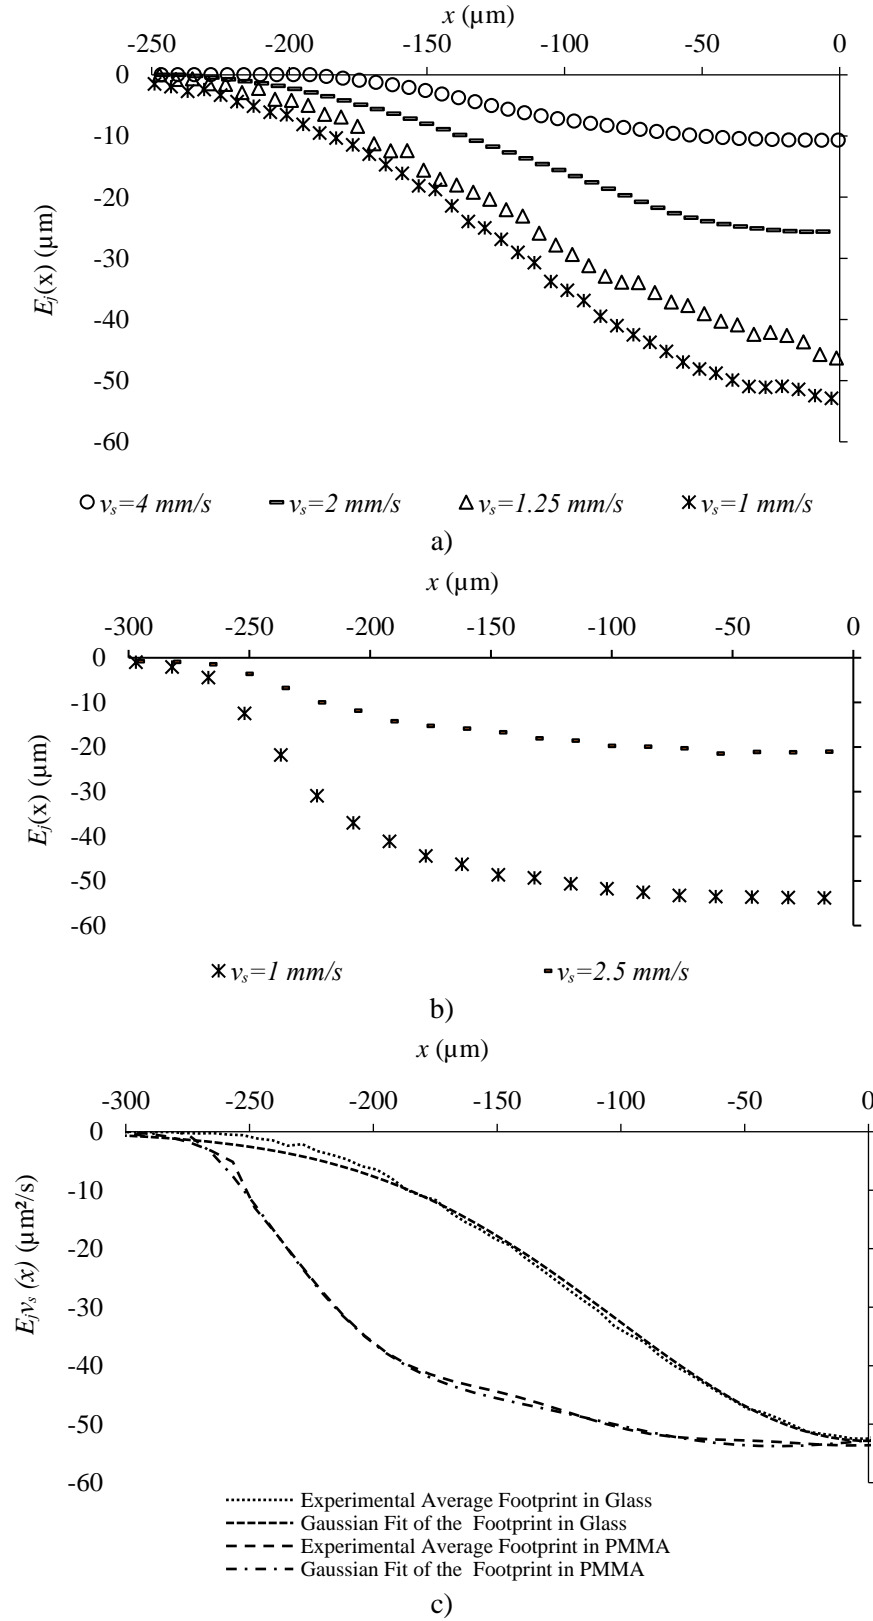 x (µm)
-250 -200 -150 -100 -50 0
0
-10
-20
-30
-40
-50
-60
Ej(x) (µm)
vs=4 mm/s vs=2 mm/s vs=1.25 mm/s vs=1 mm/s
a)
x (µm)
-300 -250 -200 -150 -100 -50 0
0
-10
-20
-30
-40
-50
-60
Ej(x) (µm)
vs=1 mm/s vs=2.5 mm/s
b)
x (µm)
-300 -250 -200 -150 -100 -50 0
0
-10
-20
-30
-40
-50
-60
Ejvs (x) (µm²/s)
Experimental Average Footprint in Glass
Gaussian Fit of the Footprint in Glass
Experimental Average Footprint in PMMA
Gaussian Fit of the Footprint in PMMA
c)